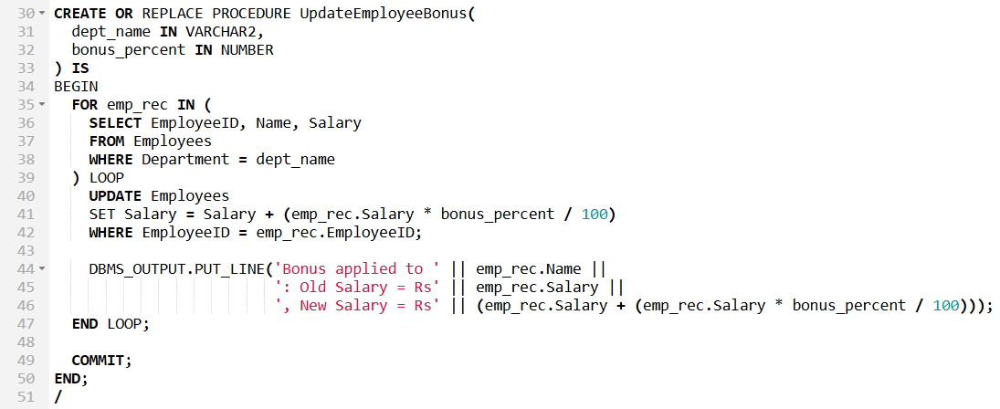 30 CREATE OR REPLACE PROCEDURE UpdateEmployeeBonus(
31   dept_name IN VARCHAR2,
32   bonus_percent IN NUMBER
33 ) IS
34 BEGIN
35   FOR emp_rec IN (
36     SELECT EmployeeID, Name, Salary
37     FROM Employees
38     WHERE Department = dept_name
39   ) LOOP
40     UPDATE Employees
41     SET Salary = Salary + (emp_rec.Salary * bonus_percent / 100)
42     WHERE EmployeeID = emp_rec.EmployeeID;
43
44     DBMS_OUTPUT.PUT_LINE('Bonus applied to ' || emp_rec.Name ||
45                          ': Old Salary = Rs' || emp_rec.Salary ||
46                          ', New Salary = Rs' || (emp_rec.Salary + (emp_rec.Salary * bonus_percent / 100)));
47   END LOOP;
48
49   COMMIT;
50 END;
51 /